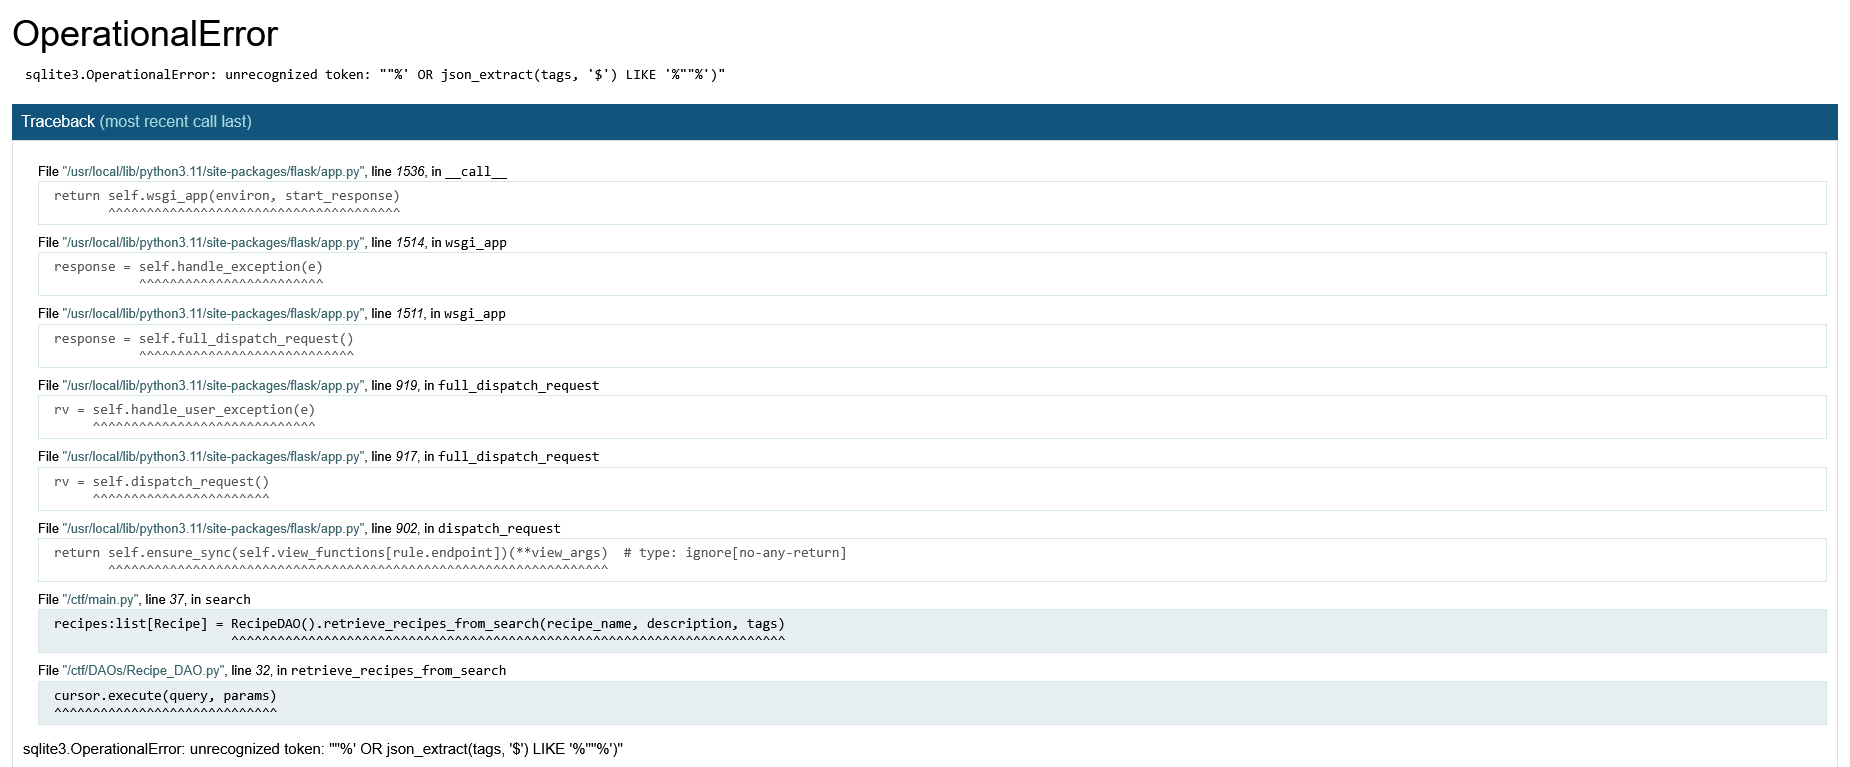 OperationalError
sqlite3.OperationalError: unrecognized token: ""%' OR json_extract(tags, '$') LIKE '%""%')"
Traceback (most recent call last)
File "/usr/local/lib/python3.11/site-packages/flask/app.py", line 1536, in __call__
return self.wsgi_app(environ, start_response)
^^^^^^^^^^^^^^^^^^^^^^^^^^^^^^^^^^^^^^
File "/usr/local/lib/python3.11/site-packages/flask/app.py", line 1514, in wsgi_app
response = self.handle_exception(e)
^^^^^^^^^^^^^^^^^^^^^^^^
File "/usr/local/lib/python3.11/site-packages/flask/app.py", line 1511, in wsgi_app
response = self.full_dispatch_request()
^^^^^^^^^^^^^^^^^^^^^^^^^^^^
File "/usr/local/lib/python3.11/site-packages/flask/app.py", line 919, in full_dispatch_request
rv = self.handle_user_exception(e)
^^^^^^^^^^^^^^^^^^^^^^^^^^^^^
File "/usr/local/lib/python3.11/site-packages/flask/app.py", line 917, in full_dispatch_request
rv = self.dispatch_request()
^^^^^^^^^^^^^^^^^^^^^^^
File "/usr/local/lib/python3.11/site-packages/flask/app.py", line 902, in dispatch_request
return self.ensure_sync(self.view_functions[rule.endpoint])(**view_args)  # type: ignore[no-any-return]
^^^^^^^^^^^^^^^^^^^^^^^^^^^^^^^^^^^^^^^^^^^^^^^^^^^^^^^^^^^^^^^^^
File "/ctf/main.py", line 37, in search
recipes:list[Recipe] = RecipeDAO().retrieve_recipes_from_search(recipe_name, description, tags)
^^^^^^^^^^^^^^^^^^^^^^^^^^^^^^^^^^^^^^^^^^^^^^^^^^^^^^^^^^^^^^^^^^^^^^^^
File "/ctf/DAOs/Recipe_DAO.py", line 32, in retrieve_recipes_from_search
cursor.execute(query, params)
^^^^^^^^^^^^^^^^^^^^^^^^^^^^^
sqlite3.OperationalError: unrecognized token: ""%' OR json_extract(tags, '$') LIKE '%""%')"